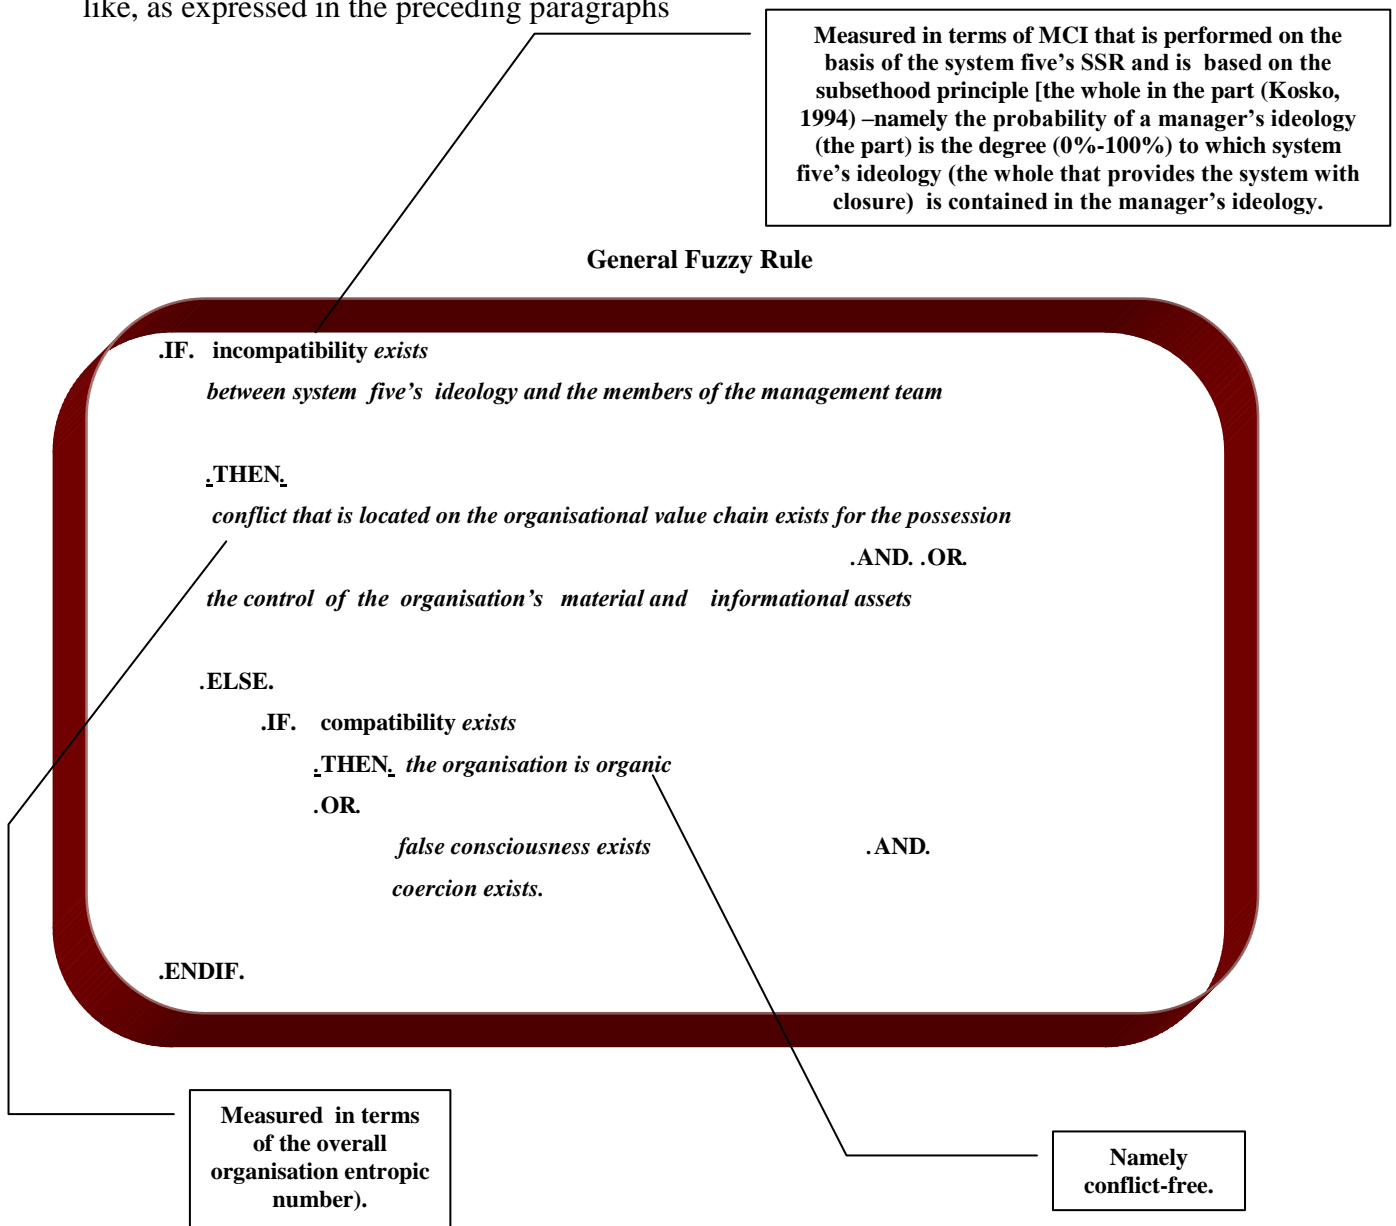 like, as expressed in the preceding paragraphs
Measured in terms of MCI that is performed on the
basis of the system five's SSR and is based on the
subsethood principle [the whole in the part (Kosko,
1994) –namely the probability of a manager's ideology
(the part) is the degree (0%-100%) to which system
five's ideology (the whole that provides the system with
closure) is contained in the manager's ideology.
General Fuzzy Rule
.IF. incompatibility exists
between system five's ideology and the members of the management team
.THEN.
conflict that is located on the organisational value chain exists for the possession
.AND. .OR.
the control of the organisation's material and informational assets
.ELSE.
.IF. compatibility exists
.THEN. the organisation is organic
.OR.
false consciousness exists .AND.
coercion exists.
.ENDIF.
Measured in terms
of the overall
organisation entropic
number).
Namely
conflict-free.